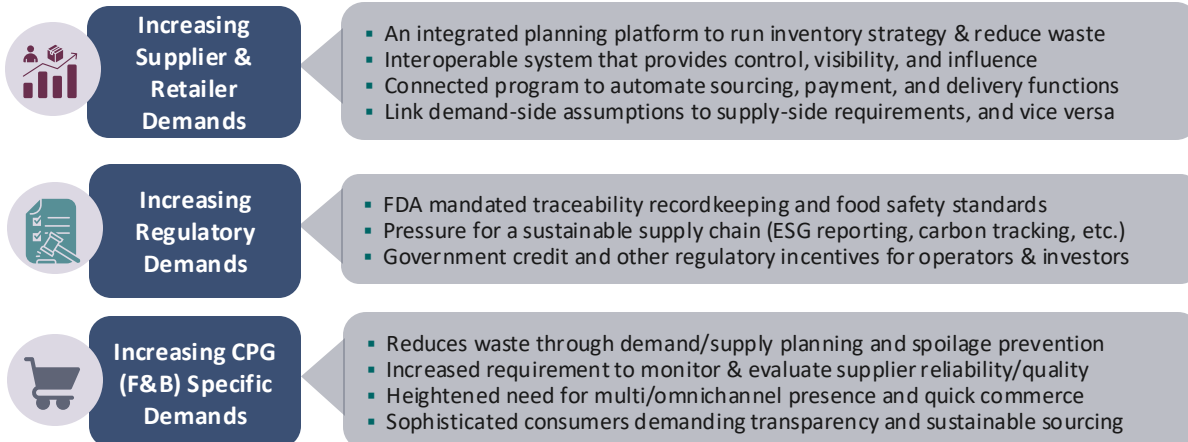 Increasing
Supplier &
Retailer
Demands
▪ An integrated planning platform to run inventory strategy & reduce waste
▪ Interoperable system that provides control, visibility, and influence
▪ Connected program to automate sourcing, payment, and delivery functions
▪ Link demand-side assumptions to supply-side requirements, and vice versa
Increasing
Regulatory
Demands
▪ FDA mandated traceability recordkeeping and food safety standards
▪ Pressure for a sustainable supply chain (ESG reporting, carbon tracking, etc.)
▪ Government credit and other regulatory incentives for operators & investors
Increasing CPG
(F&B) Specific
Demands
▪ Reduces waste through demand/supply planning and spoilage prevention
▪ Increased requirement to monitor & evaluate supplier reliability/quality
▪ Heightened need for multi/omnichannel presence and quick commerce
▪ Sophisticated consumers demanding transparency and sustainable sourcing